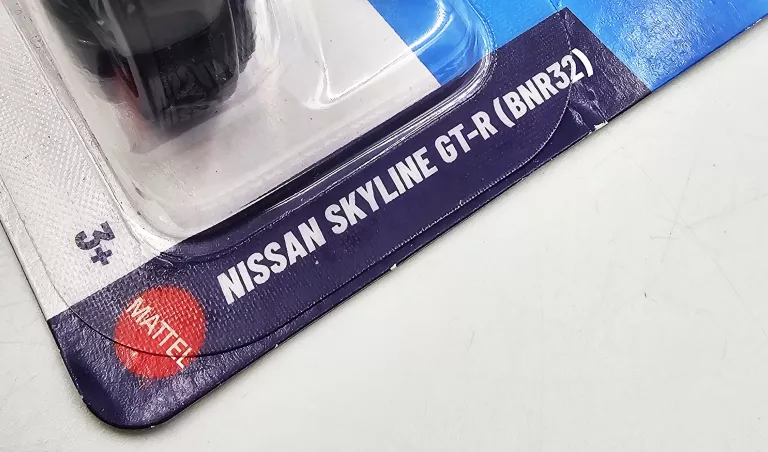 3+
NISSAN SKYLINE GT-R (BNR32)
MATTEL